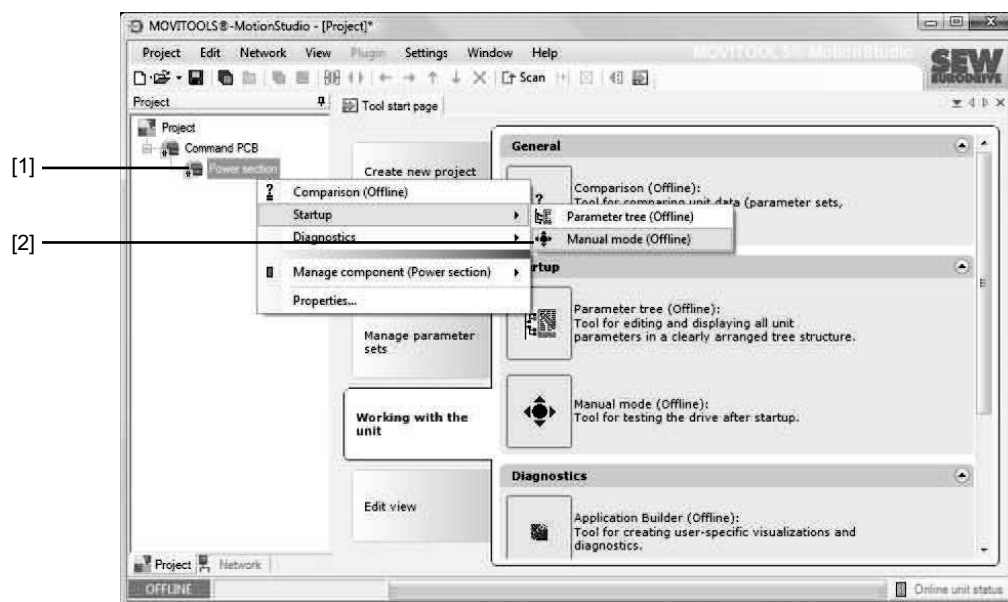 MOVITOOLS®-MotionStudio - [Project]*
Project Edit Network View Plugin Settings Window Help
MOVITOOLS®-MotionStudio
SEW
EURODRIVE
Scan
Project
Tool start page
Project
Command PCB
[1]
Power section
Create new project
General
Comparison (Offline):
Tool for comparing unit data (parameter sets,
?
Comparison (Offline)
Startup
Diagnostics
Manage component (Power section)
Properties...
Parameter tree (Offline)
[2]
Manual mode (Offline)
Parameter tree (Offline):
Tool for editing and displaying all unit
parameters in a clearly arranged tree structure.
Manage parameter
sets
Working with the
unit
Manual mode (Offline):
Tool for testing the drive after startup.
Diagnostics
Edit view
Application Builder (Offline):
Tool for creating user-specific visualizations and
diagnostics.
Project Network
OFFLINE
Online unit status